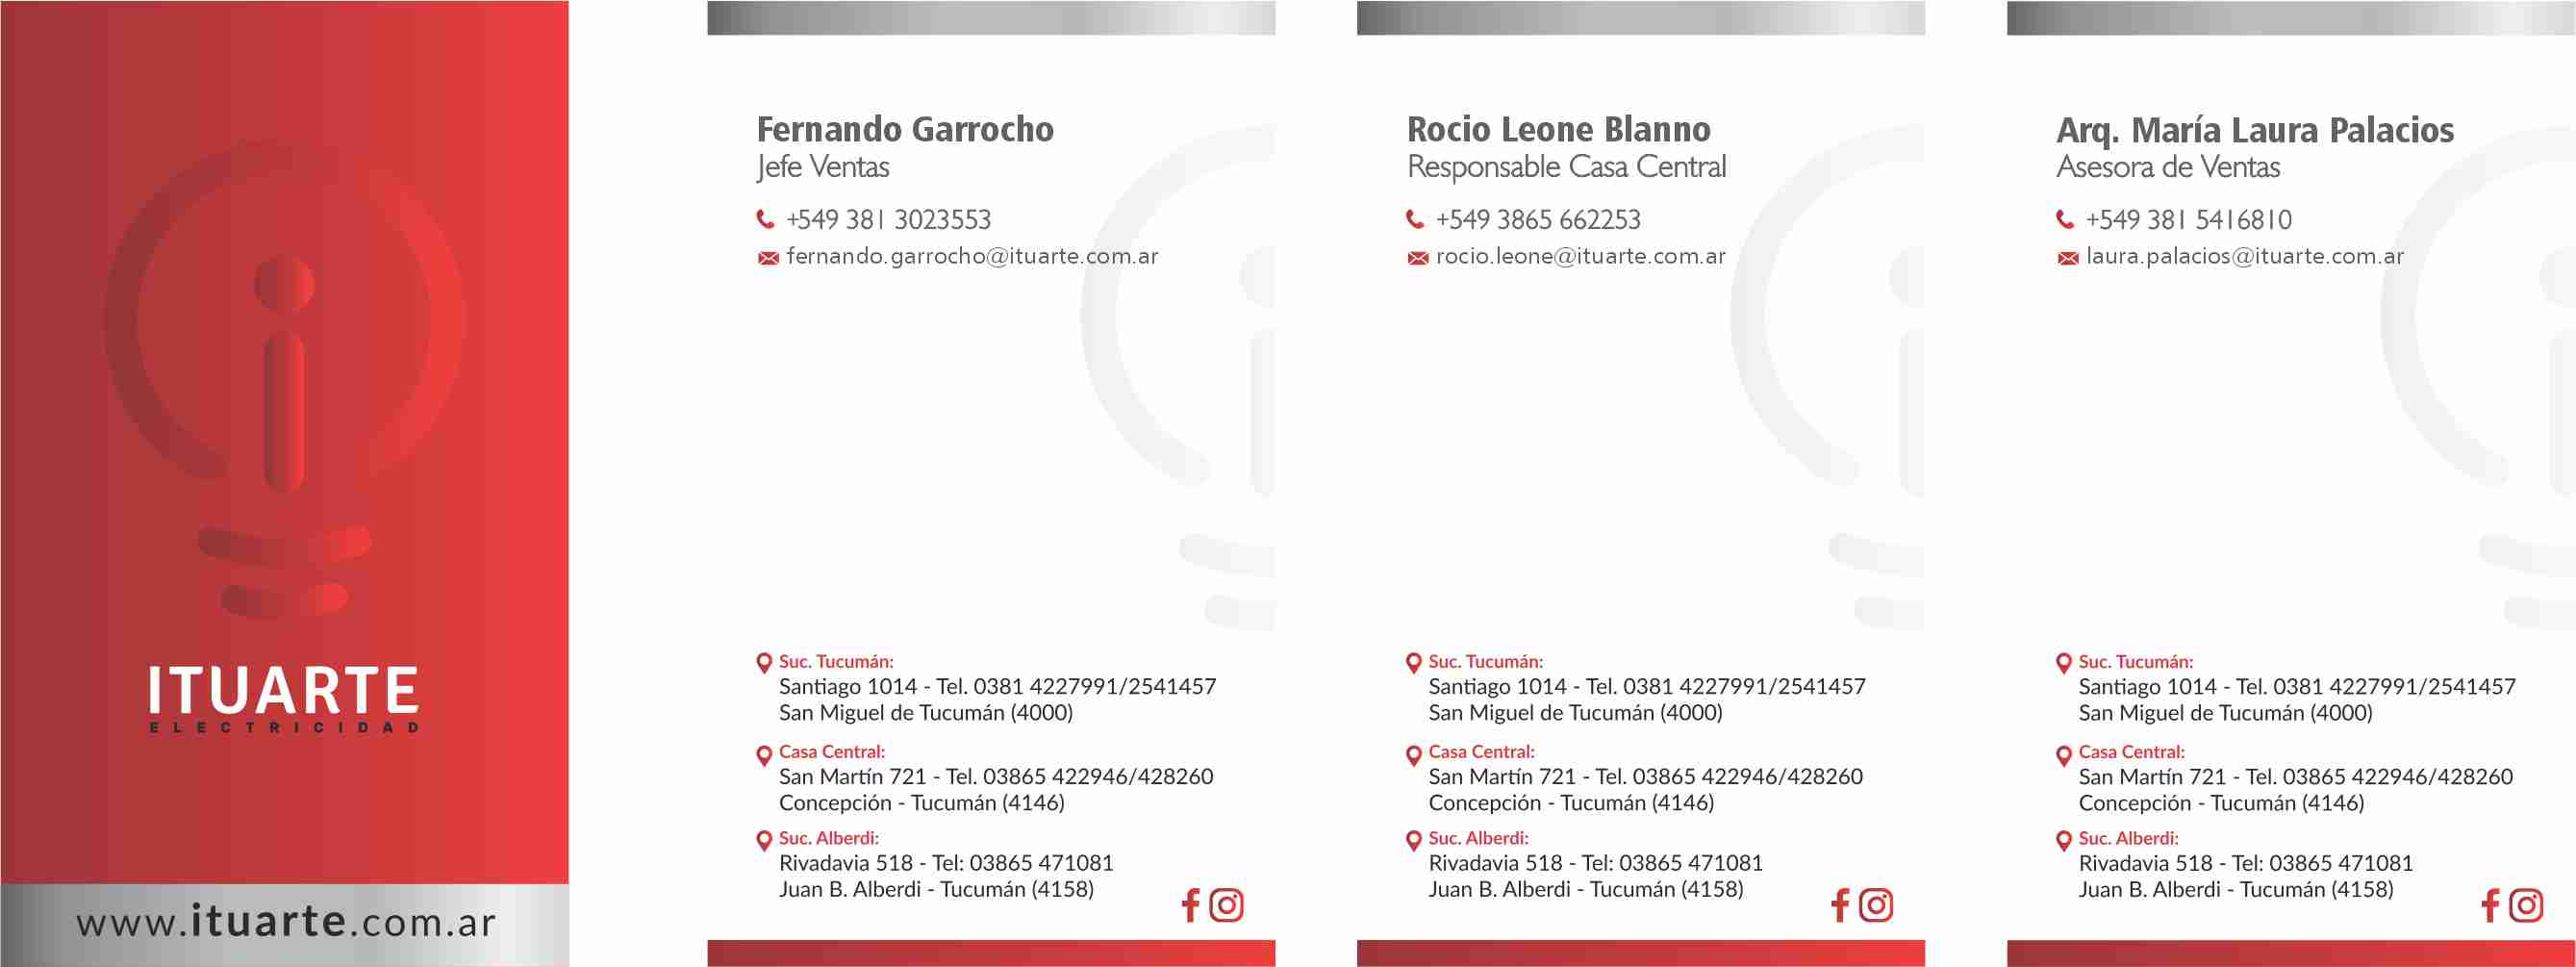 ITUARTE
ELECTRICIDAD
www.ituarte.com.ar
Fernando Garrocho
Jefe Ventas
+549 381 3023553
fernando.garrocho@ituarte.com.ar
Suc. Tucumán:
Santiago 1014 - Tel. 0381 4227991/2541457
San Miguel de Tucumán (4000)
Casa Central:
San Martín 721 - Tel. 03865 422946/428260
Concepción - Tucumán (4146)
Suc. Alberdi:
Rivadavia 518 - Tel: 03865 471081
Juan B. Alberdi - Tucumán (4158)
Rocio Leone Blanno
Responsable Casa Central
+549 3865 662253
rocio.leone@ituarte.com.ar
Suc. Tucumán:
Santiago 1014 - Tel. 0381 4227991/2541457
San Miguel de Tucumán (4000)
Casa Central:
San Martín 721 - Tel. 03865 422946/428260
Concepción - Tucumán (4146)
Suc. Alberdi:
Rivadavia 518 - Tel: 03865 471081
Juan B. Alberdi - Tucumán (4158)
Arq. María Laura Palacios
Asesora de Ventas
+549 381 5416810
laura.palacios@ituarte.com.ar
Suc. Tucumán:
Santiago 1014 - Tel. 0381 4227991/2541457
San Miguel de Tucumán (4000)
Casa Central:
San Martín 721 - Tel. 03865 422946/428260
Concepción - Tucumán (4146)
Suc. Alberdi:
Rivadavia 518 - Tel: 03865 471081
Juan B. Alberdi - Tucumán (4158)